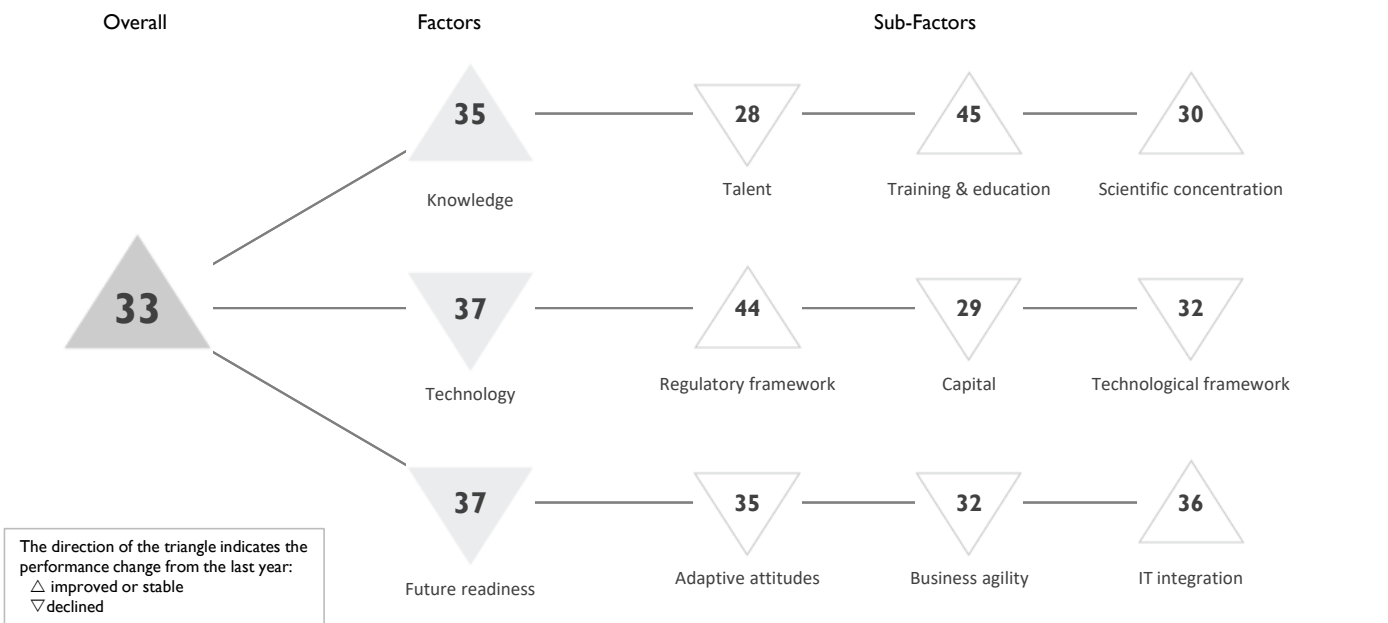 Overall Factors Sub-Factors
35 28 45 30
Knowledge Talent Training & education Scientific concentration
33
37 44 29 32
Technology Regulatory framework Capital Technological framework
37 35 32 36
Future readiness Adaptive attitudes Business agility IT integration
The direction of the triangle indicates the
performance change from the last year:
△ improved or stable
▽ declined